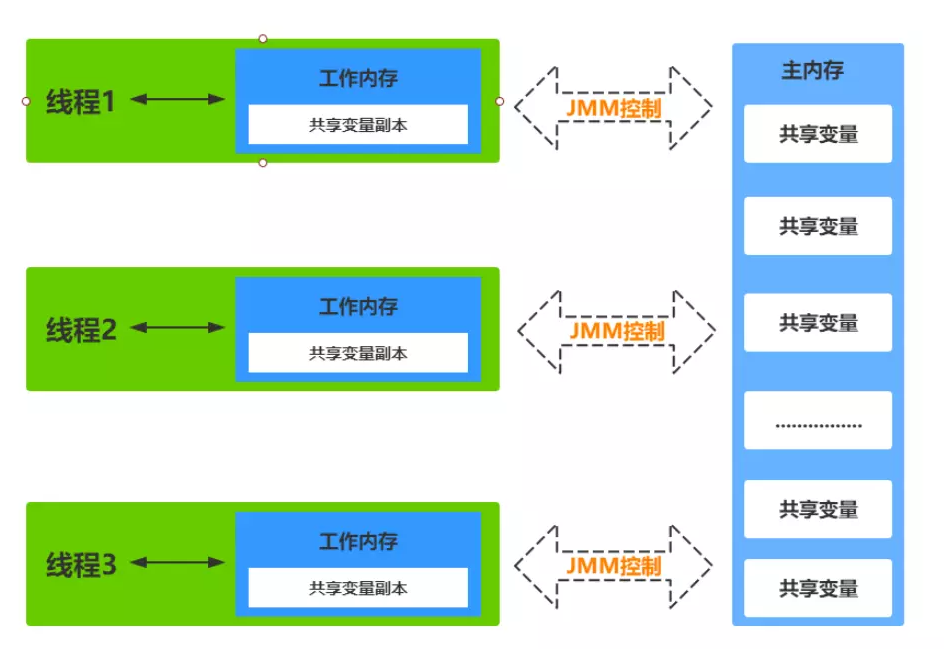 线程1
工作内存
共享变量副本
JMM控制
线程2
工作内存
共享变量副本
JMM控制
线程3
工作内存
共享变量副本
JMM控制
主内存
共享变量
共享变量
共享变量
................
共享变量
共享变量